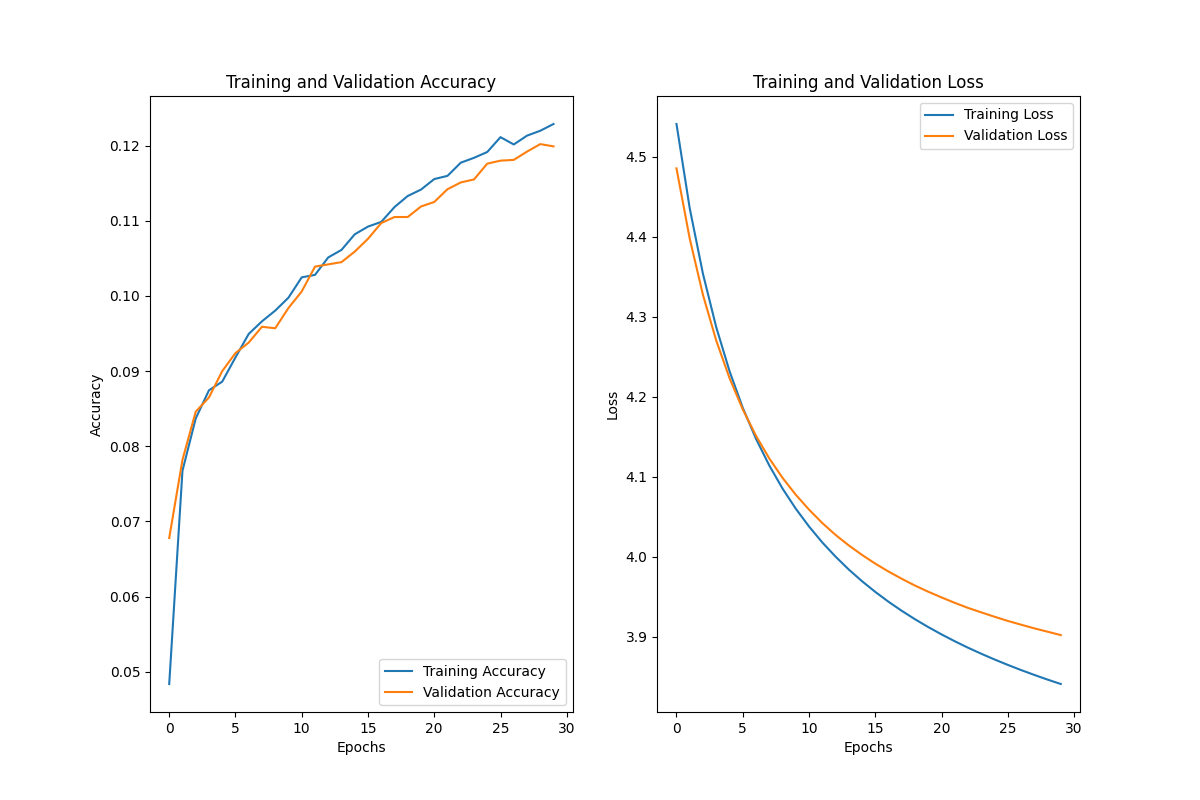 Training and Validation Accuracy
Accuracy
0.12
0.11
0.10
0.09
0.08
0.07
0.06
0.05
Training Accuracy
Validation Accuracy
0 5 10 15 20 25 30
Epochs
Training and Validation Loss
Loss
4.5
4.4
4.3
4.2
4.1
4.0
3.9
Training Loss
Validation Loss
0 5 10 15 20 25 30
Epochs